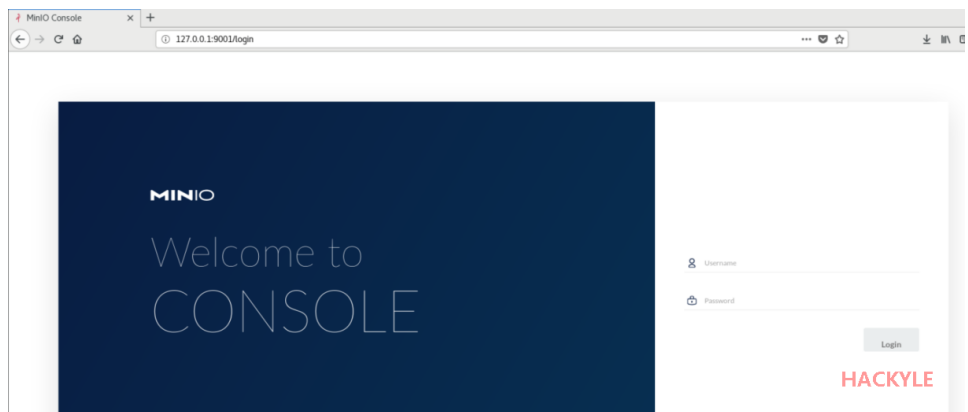 MinIO Console
127.0.0.1:9001/login
MINIO
Welcome to
CONSOLE
Username
Password
Login
HACKYLE